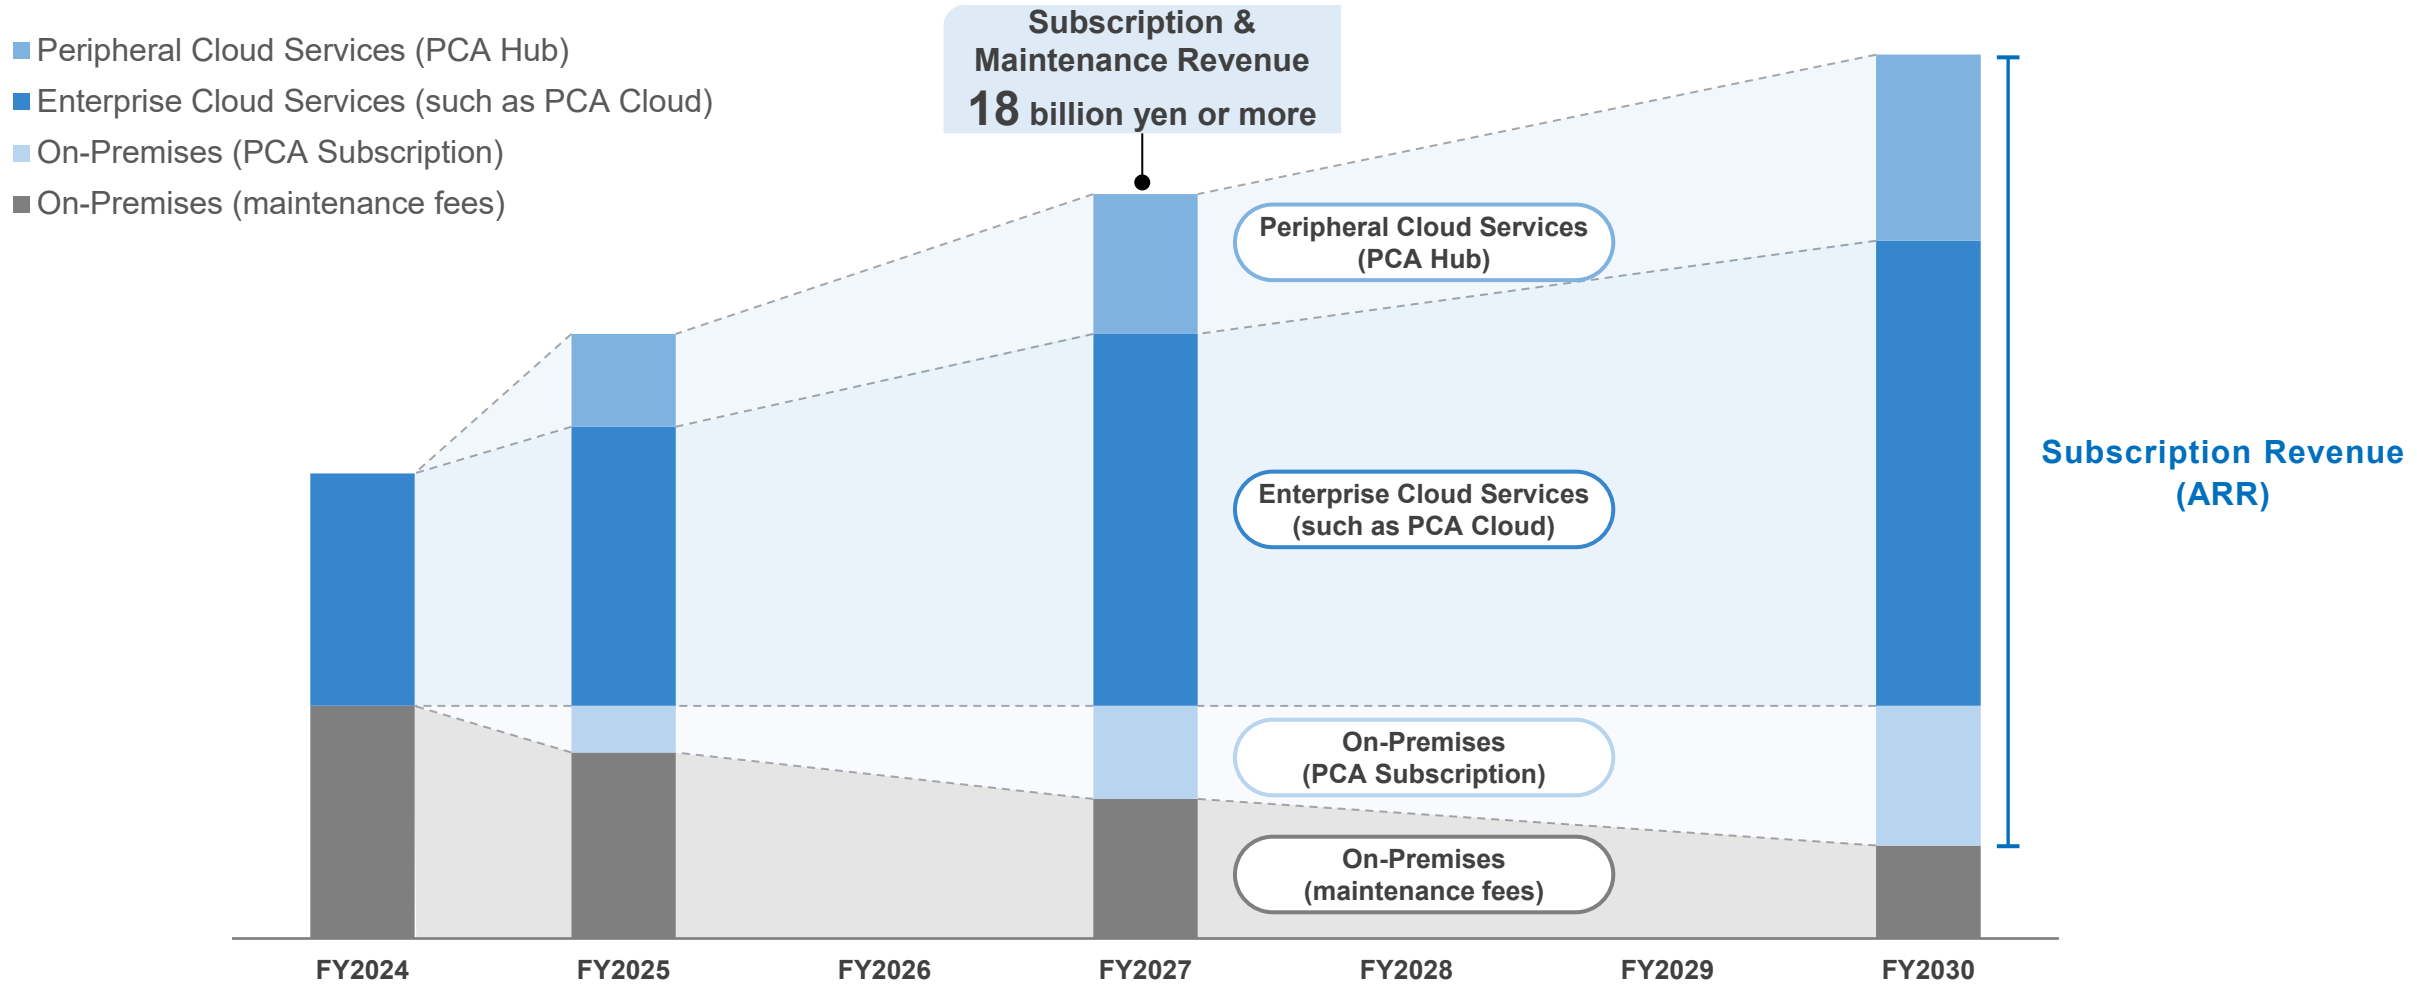 Peripheral Cloud Services (PCA Hub)
Enterprise Cloud Services (such as PCA Cloud)
On-Premises (PCA Subscription)
On-Premises (maintenance fees)
Subscription &
Maintenance Revenue
18 billion yen or more
Peripheral Cloud Services
(PCA Hub)
Enterprise Cloud Services
(such as PCA Cloud)
On-Premises
(PCA Subscription)
On-Premises
(maintenance fees)
Subscription Revenue
(ARR)
FY2024
FY2025
FY2026
FY2027
FY2028
FY2029
FY2030